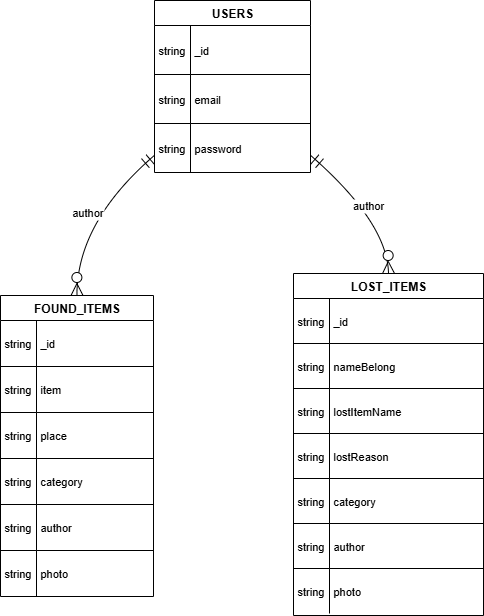 USERS
string _id
string email
string password
author
author
FOUND_ITEMS
string _id
string item
string place
string category
string author
string photo
LOST_ITEMS
string _id
string nameBelong
string lostItemName
string lostReason
string category
string author
string photo